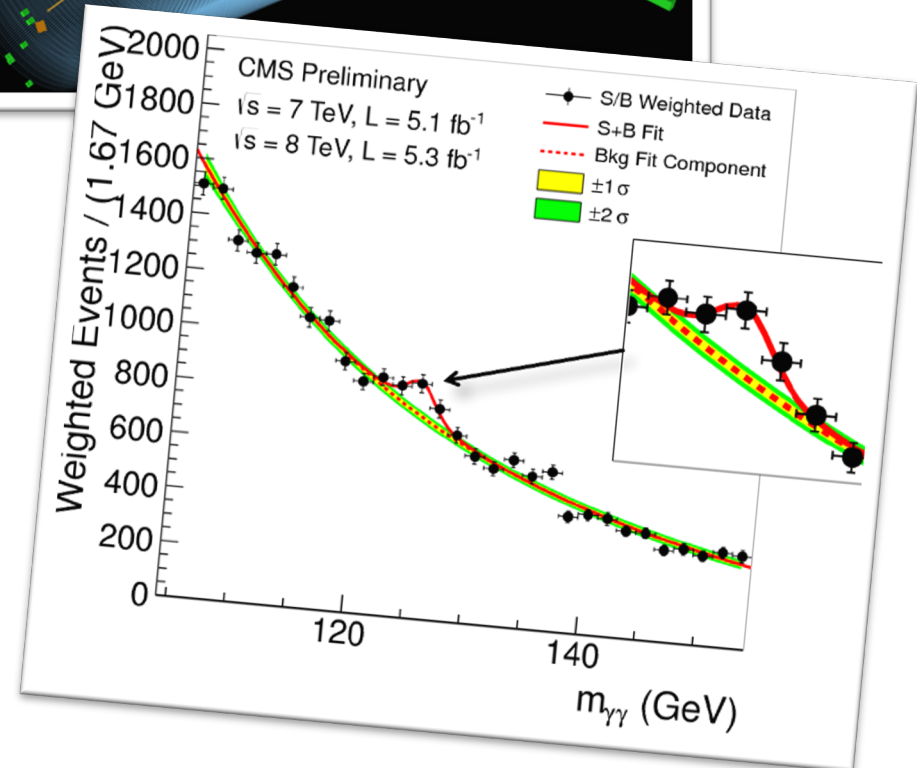 CMS Preliminary
√s = 7 TeV, L = 5.1 fb⁻¹
√s = 8 TeV, L = 5.3 fb⁻¹
S/B Weighted Data
S+B Fit
Bkg Fit Component
±1 σ
±2 σ
Weighted Events / (1.67 GeV)
2000
1800
1600
1400
1200
1000
800
600
400
200
0
120
140
mγγ (GeV)